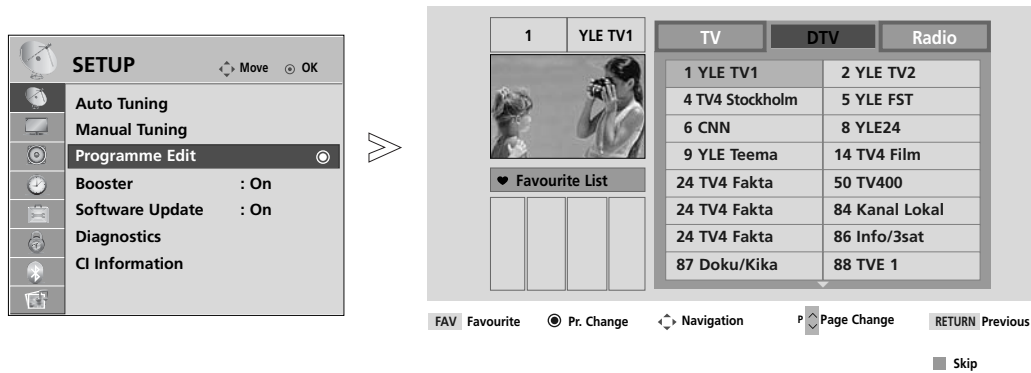 SETUP
Move OK
Auto Tuning
Manual Tuning
Programme Edit
Booster : On
Software Update : On
Diagnostics
CI Information
1 YLE TV1
TV DTV Radio
1 YLE TV1 2 YLE TV2
4 TV4 Stockholm 5 YLE FST
6 CNN 8 YLE24
9 YLE Teema 14 TV4 Film
24 TV4 Fakta 50 TV400
24 TV4 Fakta 84 Kanal Lokal
24 TV4 Fakta 86 Info/3sat
87 Doku/Kika 88 TVE 1
Favourite List
FAV Favourite Pr. Change Navigation P Page Change RETURN Previous
Skip